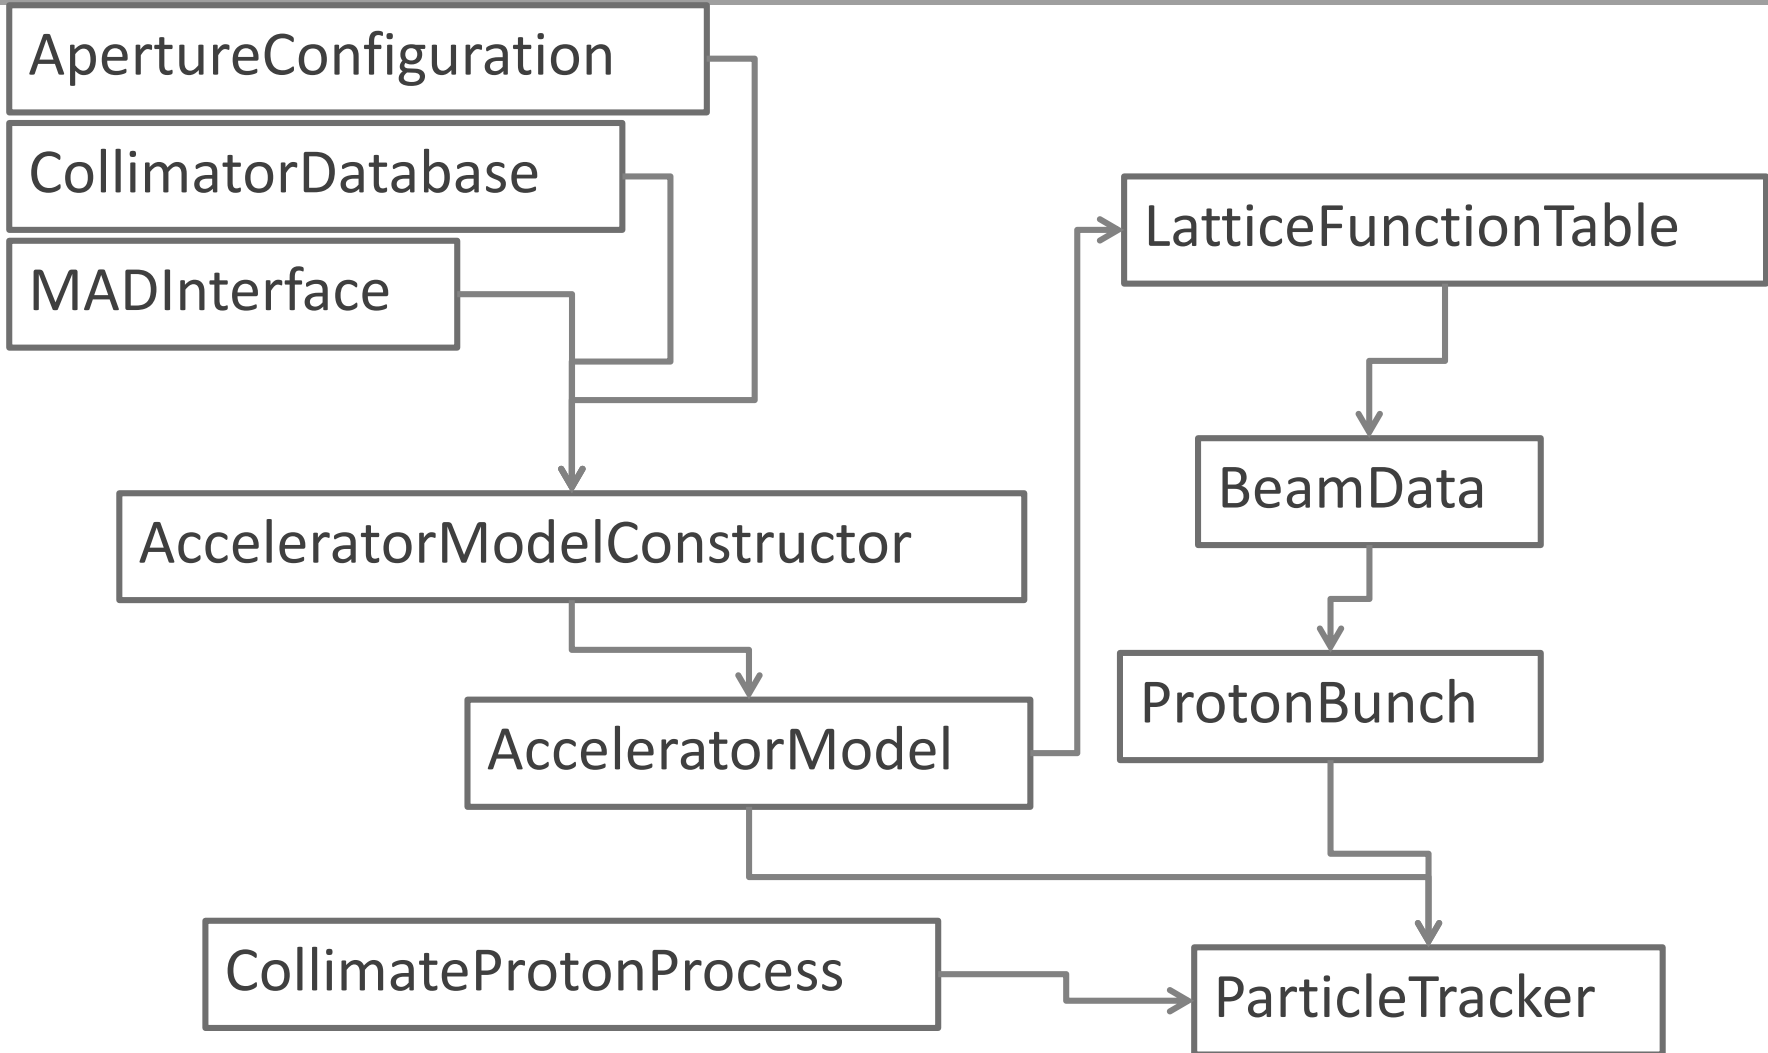 ApertureConfiguration
CollimatorDatabase
MADInterface
LatticeFunctionTable
BeamData
AcceleratorModelConstructor
ProtonBunch
AcceleratorModel
CollimateProtonProcess
ParticleTracker